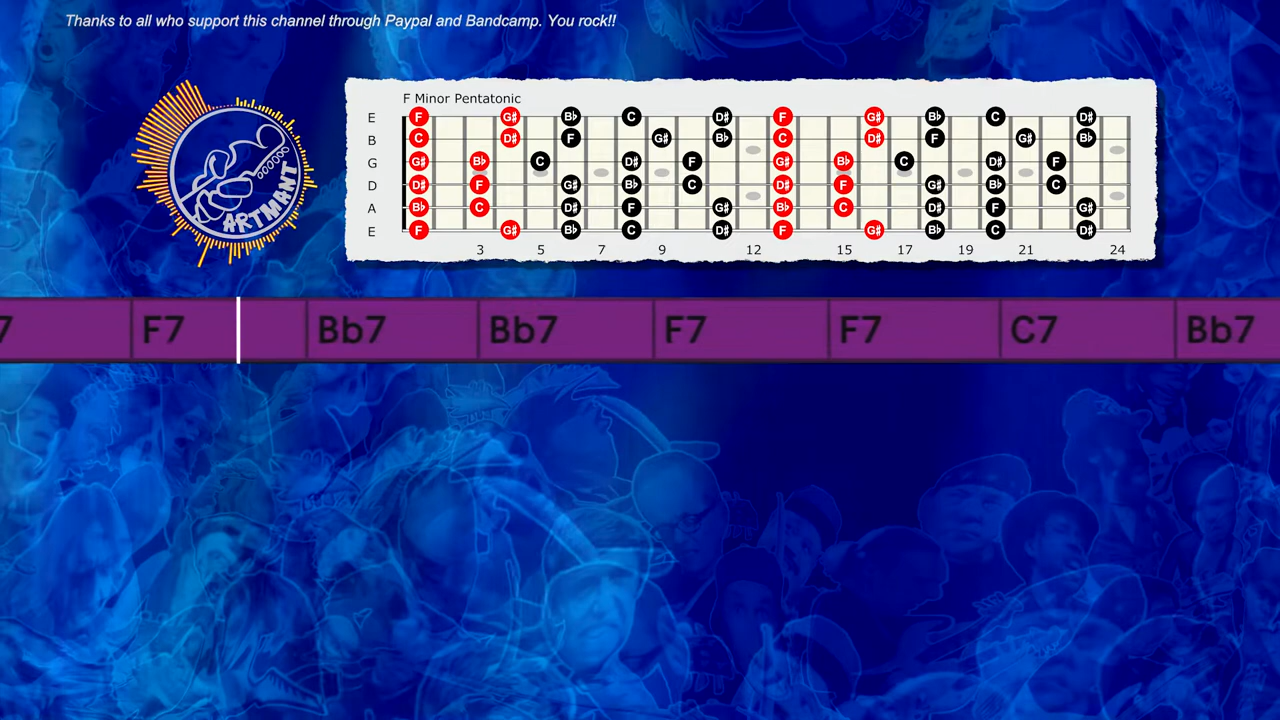 Thanks to all who support this channel through Paypal and Bandcamp. You rock!!
F Minor Pentatonic
E F G# Bb C D# F G# Bb C D#
B C D# F G# Bb C D# F G# Bb
G G# Bb C D# F G# Bb C D# F
D D# F G# Bb C D# F G# Bb C
A Bb C D# F G# Bb C D# F G#
E F G# Bb C D# F G# Bb C D#
3 5 7 9 12 15 17 19 21 24
ARTMANT
7 F7 Bb7 Bb7 F7 F7 C7 Bb7